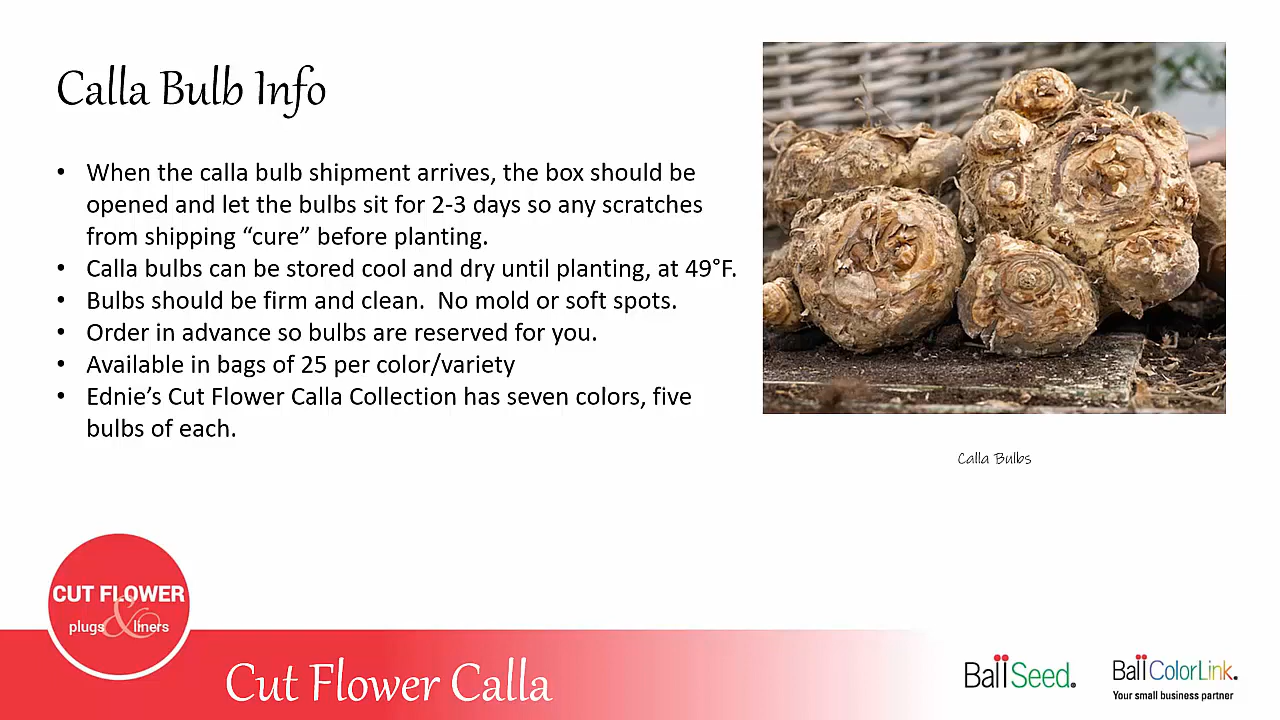 Calla Bulb Info
• When the calla bulb shipment arrives, the box should be
opened and let the bulbs sit for 2-3 days so any scratches
from shipping “cure” before planting.
• Calla bulbs can be stored cool and dry until planting, at 49°F.
• Bulbs should be firm and clean.  No mold or soft spots.
• Order in advance so bulbs are reserved for you.
• Available in bags of 25 per color/variety
• Ednie’s Cut Flower Calla Collection has seven colors, five
bulbs of each.
Calla Bulbs
CUT FLOWER
plugs & liners
Cut Flower Calla
Ball Seed.
Ball ColorLink.
Your small business partner